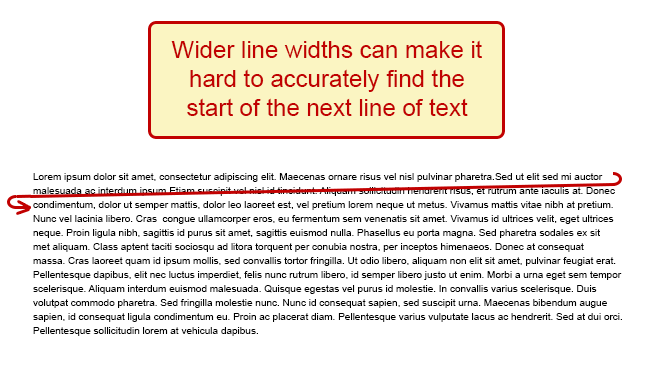 Wider line widths can make it
hard to accurately find the
start of the next line of text
Lorem ipsum dolor sit amet, consectetur adipiscing elit. Maecenas ornare risus vel nisl pulvinar pharetra.Sed ut elit sed mi auctor
malesuada ac interdum ipsum.Etiam suscipit vel nisl id tincidunt. Aliquam sollicitudin hendrerit risus, et rutrum ante iaculis at. Donec
condimentum, dolor ut semper mattis, dolor leo laoreet est, vel pretium lorem neque ut metus. Vivamus mattis vitae nibh at pretium.
Nunc vel lacinia libero. Cras  congue ullamcorper eros, eu fermentum sem venenatis sit amet. Vivamus id ultrices velit, eget ultrices
neque. Proin ligula nibh, sagittis id purus sit amet, sagittis euismod nulla. Phasellus eu porta magna. Sed pharetra sodales ex sit
met aliquam. Class aptent taciti sociosqu ad litora torquent per conubia nostra, per inceptos himenaeos. Donec at consequat
massa. Cras laoreet quam id ipsum mollis, sed convallis tortor fringilla. Ut odio libero, aliquam non elit sit amet, pulvinar feugiat erat.
Pellentesque dapibus, elit nec luctus imperdiet, felis nunc rutrum libero, id semper libero justo ut enim. Morbi a urna eget sem tempor
scelerisque. Aliquam interdum euismod malesuada. Quisque egestas vel purus id molestie. In convallis varius scelerisque. Duis
volutpat commodo pharetra. Sed fringilla molestie nunc. Nunc id consequat sapien, sed suscipit urna. Maecenas bibendum augue
sapien, id consequat ligula condimentum eu. Proin ac placerat diam. Pellentesque varius vulputate lacus ac hendrerit. Sed at dui orci.
Pellentesque sollicitudin lorem at vehicula dapibus.